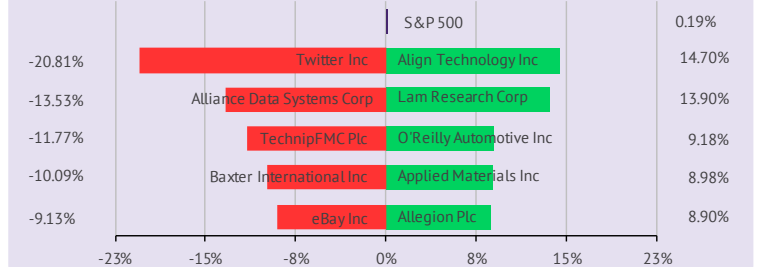 S&P 500 0.19%
-20.81% Twitter Inc Align Technology Inc 14.70%
-13.53% Alliance Data Systems Corp Lam Research Corp 13.90%
-11.77% TechnipFMC Plc O'Reilly Automotive Inc 9.18%
-10.09% Baxter International Inc Applied Materials Inc 8.98%
-9.13% eBay Inc Allegion Plc 8.90%
-23% -15% -8% 0% 8% 15% 23%